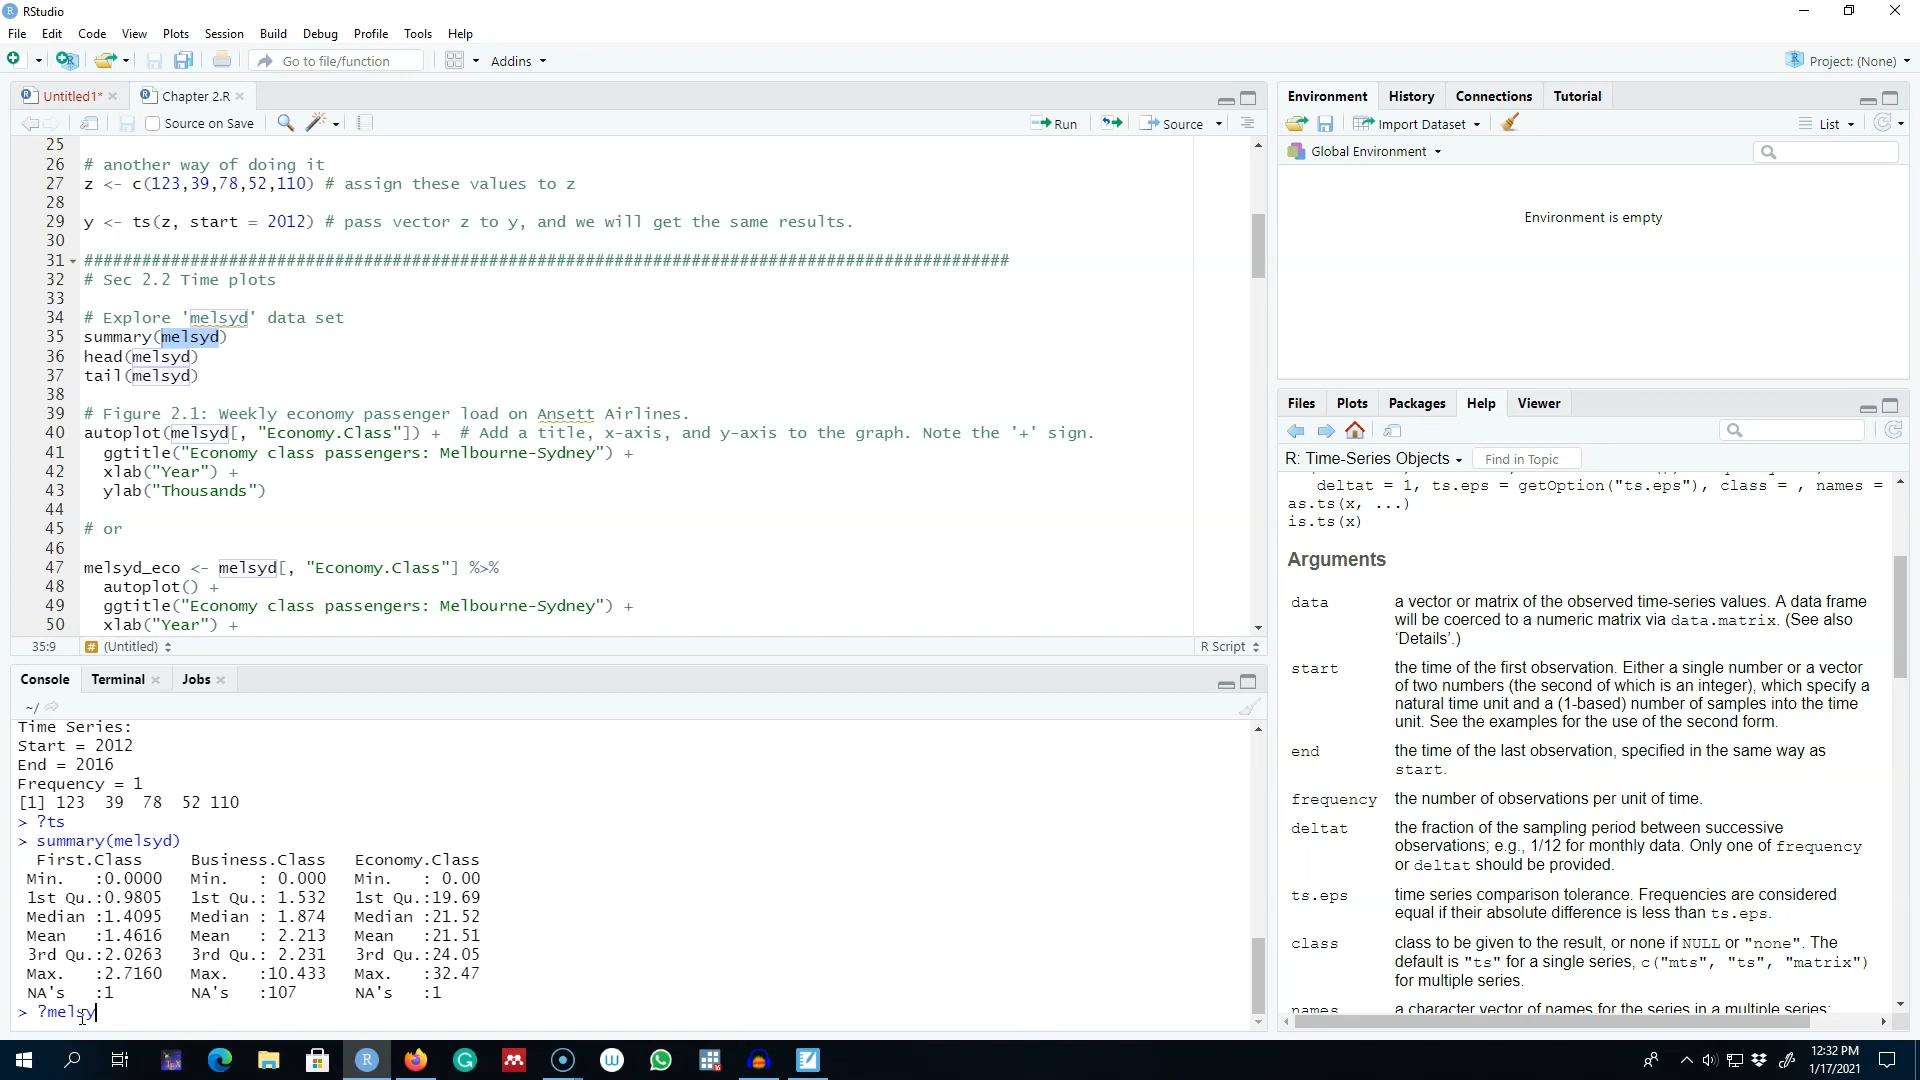 RStudio
File Edit Code View Plots Session Build Debug Profile Tools Help
Go to file/function Addins Project: (None)
Untitled1* Chapter 2.R
Source on Save Run Source
25
26 # another way of doing it
27 z <- c(123,39,78,52,110) # assign these values to z
28
29 y <- ts(z, start = 2012) # pass vector z to y, and we will get the same results.
30
31 ################################################################################################
32 # Sec 2.2 Time plots
33
34 # Explore 'melsyd' data set
35 summary(melsyd)
36 head(melsyd)
37 tail(melsyd)
38
39 # Figure 2.1: Weekly economy passenger load on Ansett Airlines.
40 autoplot(melsyd[, "Economy.Class"]) + # Add a title, x-axis, and y-axis to the graph. Note the '+' sign.
41 ggtitle("Economy class passengers: Melbourne-Sydney") +
42 xlab("Year") +
43 ylab("Thousands")
44
45 # or
46
47 melsyd_eco <- melsyd[, "Economy.Class"] %>%
48 autoplot() +
49 ggtitle("Economy class passengers: Melbourne-Sydney") +
50 xlab("Year") +
35:9 # (Untitled) R Script
Console Terminal Jobs
~/
Time Series:
Start = 2012
End = 2016
Frequency = 1
[1] 123 39 78 52 110
> ?ts
> summary(melsyd)
First.Class Business.Class Economy.Class
Min. :0.0000 Min. : 0.000 Min. : 0.00
1st Qu.:0.9805 1st Qu.: 1.532 1st Qu.:19.69
Median :1.4095 Median : 1.874 Median :21.52
Mean :1.4616 Mean : 2.213 Mean :21.51
3rd Qu.:2.0263 3rd Qu.: 2.231 3rd Qu.:24.05
Max. :2.7160 Max. :10.433 Max. :32.47
NA's :1 NA's :107 NA's :1
> ?melsy
Environment History Connections Tutorial
Import Dataset List
Global Environment
Environment is empty
Files Plots Packages Help Viewer
R: Time-Series Objects Find in Topic
deltat = 1, ts.eps = getOption("ts.eps"), class = , names =
as.ts(x, ...)
is.ts(x)
Arguments
data a vector or matrix of the observed time-series values. A data frame
will be coerced to a numeric matrix via data.matrix. (See also
‘Details’.)
start the time of the first observation. Either a single number or a vector
of two numbers (the second of which is an integer), which specify a
natural time unit and a (1-based) number of samples into the time
unit. See the examples for the use of the second form.
end the time of the last observation, specified in the same way as
start.
frequency the number of observations per unit of time.
deltat the fraction of the sampling period between successive
observations; e.g., 1/12 for monthly data. Only one of frequency
or deltat should be provided.
ts.eps time series comparison tolerance. Frequencies are considered
equal if their absolute difference is less than ts.eps.
class class to be given to the result, or none if NULL or "none". The
default is "ts" for a single series, c("mts", "ts", "matrix")
for multiple series.
names a character vector of names for the series in a multiple series:
12:32 PM
1/17/2021